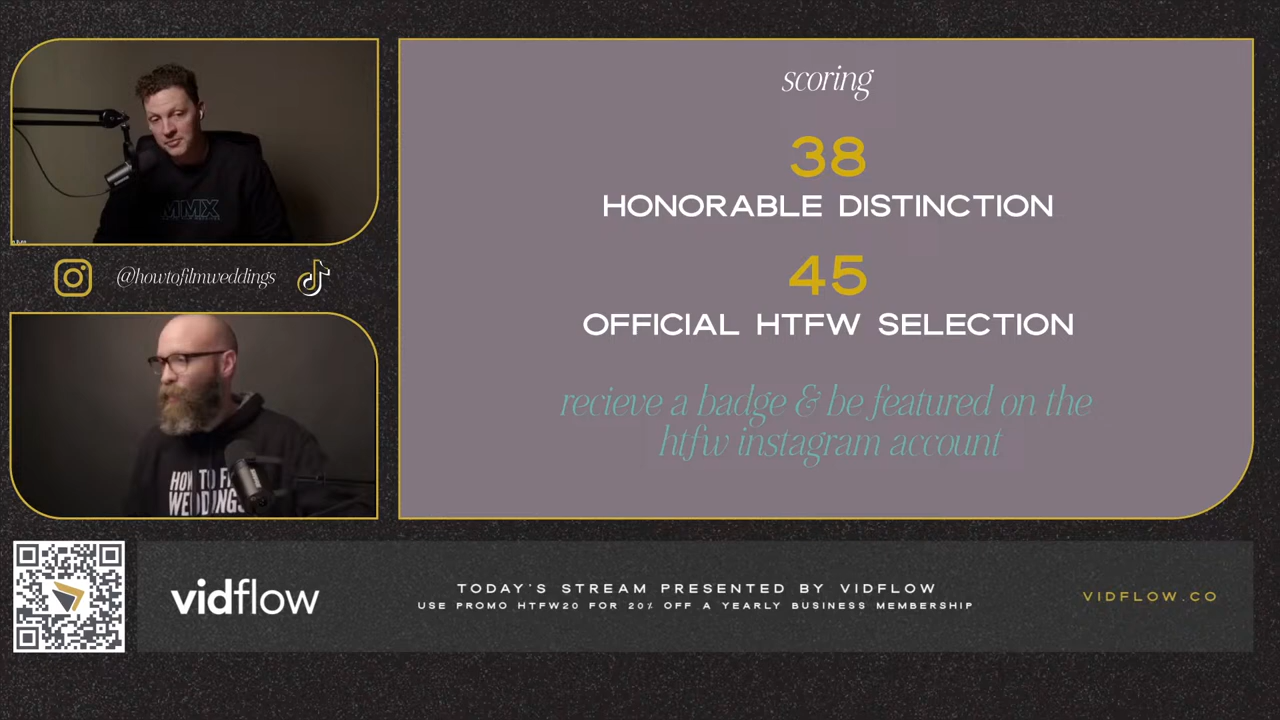 scoring
38
HONORABLE DISTINCTION
45
OFFICIAL HTFW SELECTION
recieve a badge & be featured on the
htfw instagram account
MMX
@howtofilmweddings
HOW TO FI
WEDDINGS
vidflow
TODAY'S STREAM PRESENTED BY VIDFLOW
USE PROMO HTFW20 FOR 20% OFF A YEARLY BUSINESS MEMBERSHIP
VIDFLOW.CO